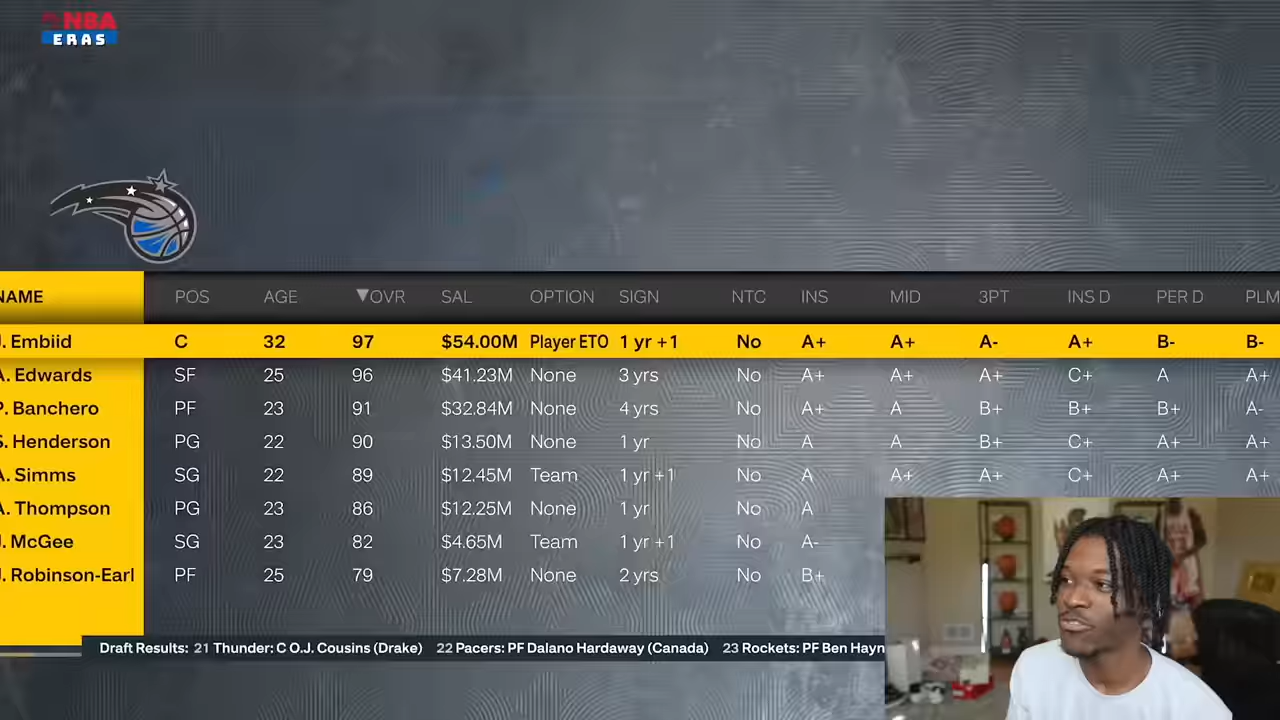 NBA
ERAS
NAME POS AGE ▼OVR SAL OPTION SIGN NTC INS MID 3PT INS D PER D PLM
J. Embiid C 32 97 $54.00M Player ETO 1 yr +1 No A+ A+ A- A+ B- B-
A. Edwards SF 25 96 $41.23M None 3 yrs No A+ A+ A+ C+ A A+
P. Banchero PF 23 91 $32.84M None 4 yrs No A+ A B+ B+ B+ A-
S. Henderson PG 22 90 $13.50M None 1 yr No A A B+ C+ A+ A+
A. Simms SG 22 89 $12.45M Team 1 yr +1 No A A+ A+ C+ A+ A+
A. Thompson PG 23 86 $12.25M None 1 yr No A
J. McGee SG 23 82 $4.65M Team 1 yr +1 No A-
J. Robinson-Earl PF 25 79 $7.28M None 2 yrs No B+
Draft Results: 21 Thunder: C O.J. Cousins (Drake) 22 Pacers: PF Dalano Hardaway (Canada) 23 Rockets: PF Ben Hayn